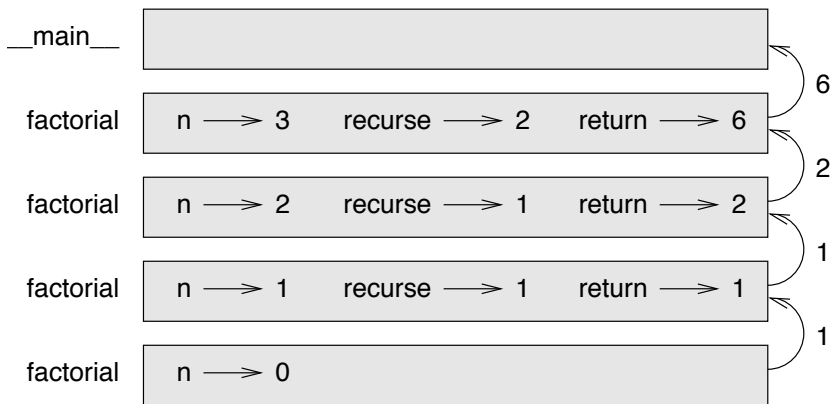 __main__
6
factorial n 3 recurse 2 return 6
2
factorial n 2 recurse 1 return 2
1
factorial n 1 recurse 1 return 1
1
factorial n 0